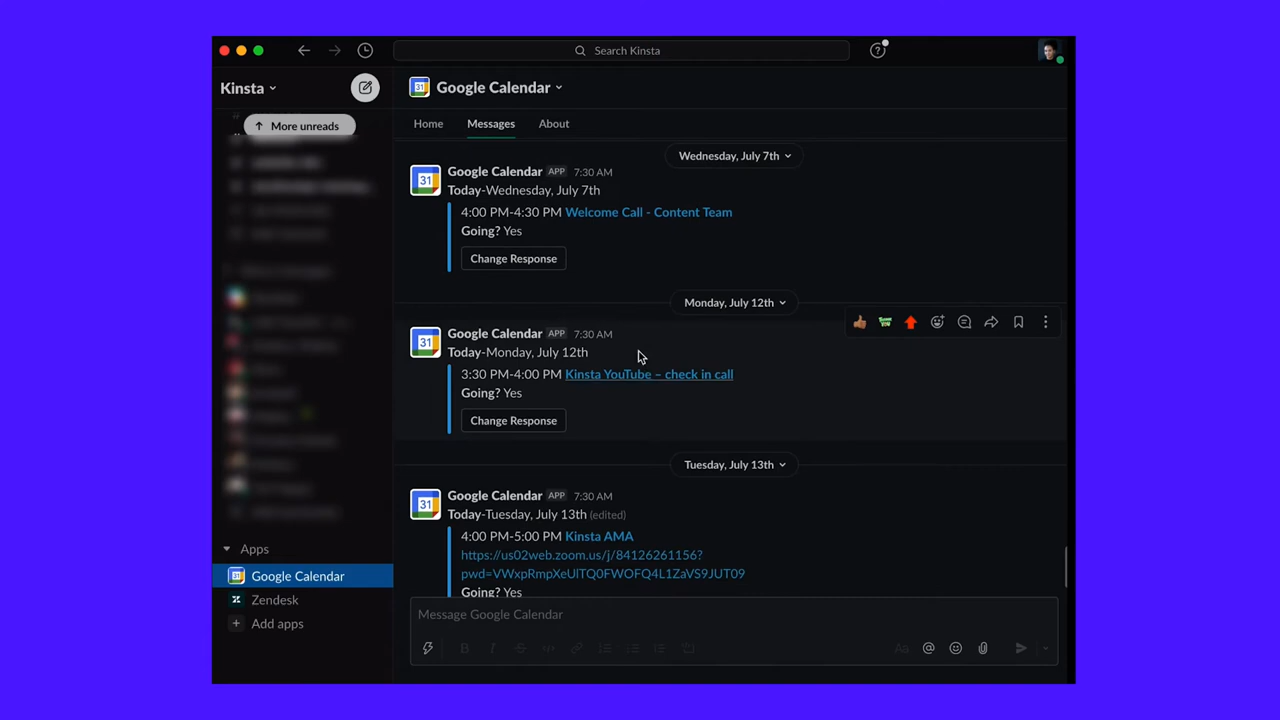 Search Kinsta
Kinsta
More unreads
Google Calendar
Home Messages About
Wednesday, July 7th
Google Calendar APP 7:30 AM
Today-Wednesday, July 7th
4:00 PM-4:30 PM Welcome Call - Content Team
Going? Yes
Change Response
Monday, July 12th
Google Calendar APP 7:30 AM
Today-Monday, July 12th
3:30 PM-4:00 PM Kinsta YouTube – check in call
Going? Yes
Change Response
Tuesday, July 13th
Google Calendar APP 7:30 AM
Today-Tuesday, July 13th (edited)
4:00 PM-5:00 PM Kinsta AMA
https://us02web.zoom.us/j/84126261156?
pwd=VWxpRmpXeUlTQ0FWOFQ4L1ZaVS9JUT09
Going? Yes
Apps
Google Calendar
Zendesk
Add apps
Message Google Calendar